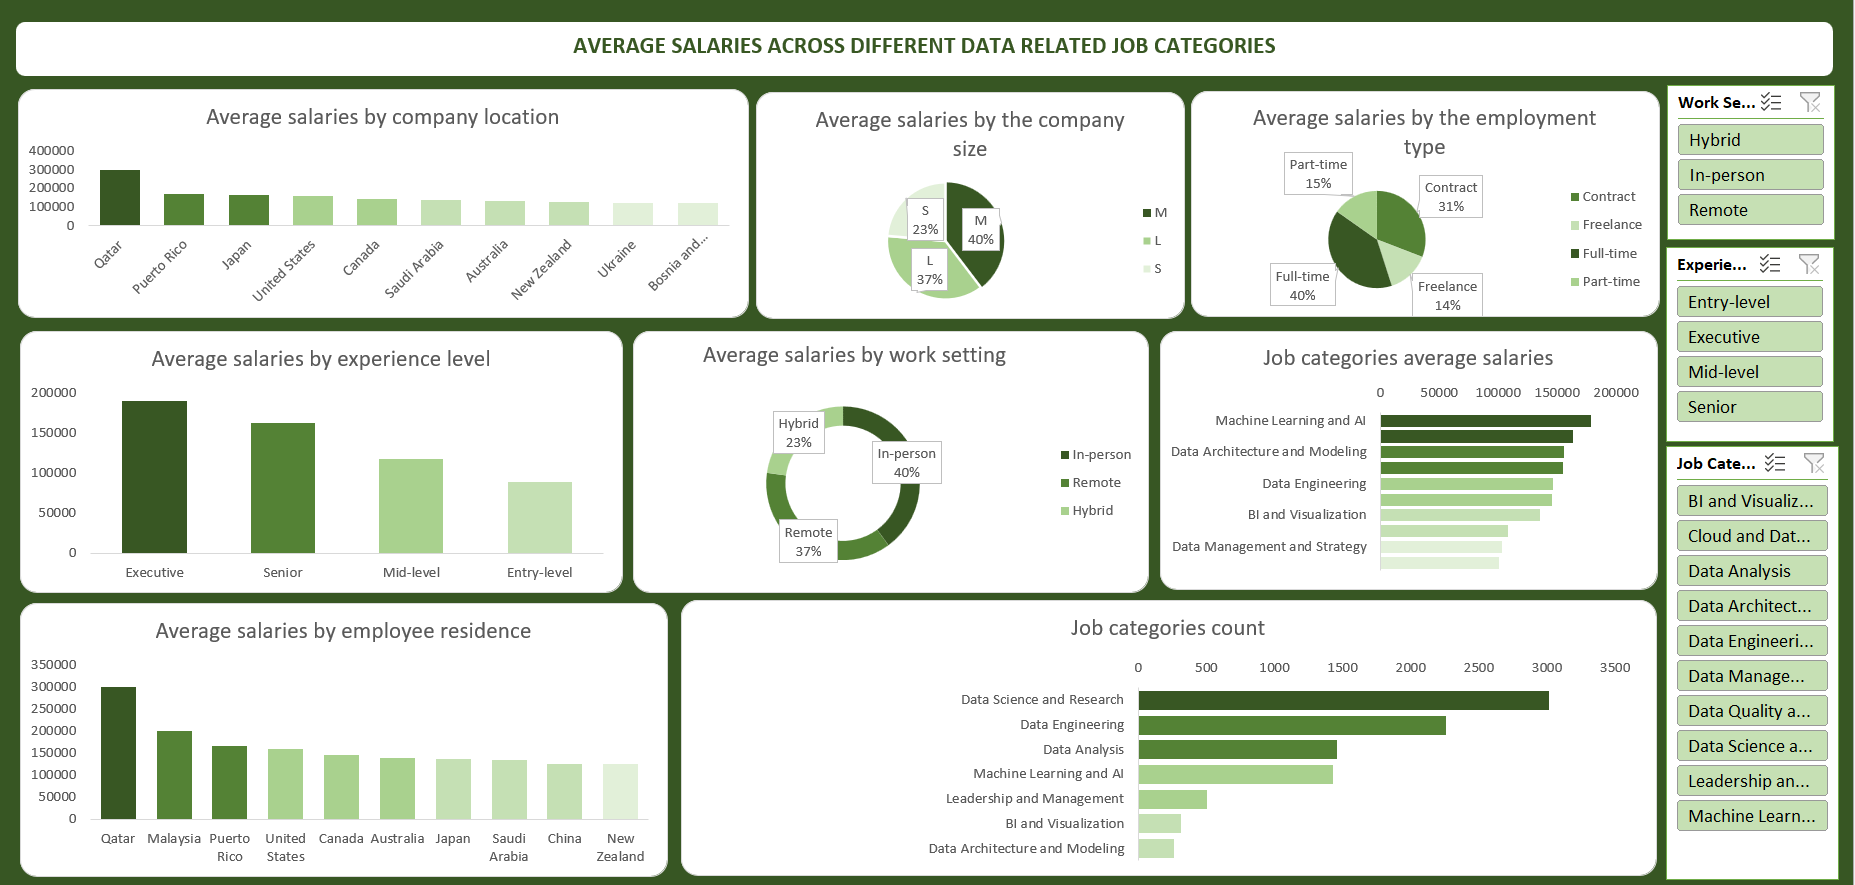 AVERAGE SALARIES ACROSS DIFFERENT DATA RELATED JOB CATEGORIES
Average salaries by company location
400000
300000
200000
100000
0
Qatar
Puerto Rico
Japan
United States
Canada
Saudi Arabia
Australia
New Zealand
Ukraine
Bosnia and...
Average salaries by the company
size
S
23%
M
40%
L
37%
M
L
S
Average salaries by the employment
type
Part-time
15%
Contract
31%
Full-time
40%
Freelance
14%
Contract
Freelance
Full-time
Part-time
Work Se...
Hybrid
In-person
Remote
Experie...
Entry-level
Executive
Mid-level
Senior
Average salaries by experience level
200000
150000
100000
50000
0
Executive
Senior
Mid-level
Entry-level
Average salaries by work setting
Hybrid
23%
In-person
40%
Remote
37%
In-person
Remote
Hybrid
Job categories average salaries
0 50000 100000 150000 200000
Machine Learning and AI
Data Architecture and Modeling
Data Engineering
BI and Visualization
Data Management and Strategy
Job Cate...
BI and Visualiz...
Cloud and Dat...
Data Analysis
Data Architect...
Data Engineeri...
Data Manage...
Data Quality a...
Data Science a...
Leadership an...
Machine Learn...
Average salaries by employee residence
350000
300000
250000
200000
150000
100000
50000
0
Qatar
Malaysia
Puerto
Rico
United
States
Canada
Australia
Japan
Saudi
Arabia
China
New
Zealand
Job categories count
0 500 1000 1500 2000 2500 3000 3500
Data Science and Research
Data Engineering
Data Analysis
Machine Learning and AI
Leadership and Management
BI and Visualization
Data Architecture and Modeling